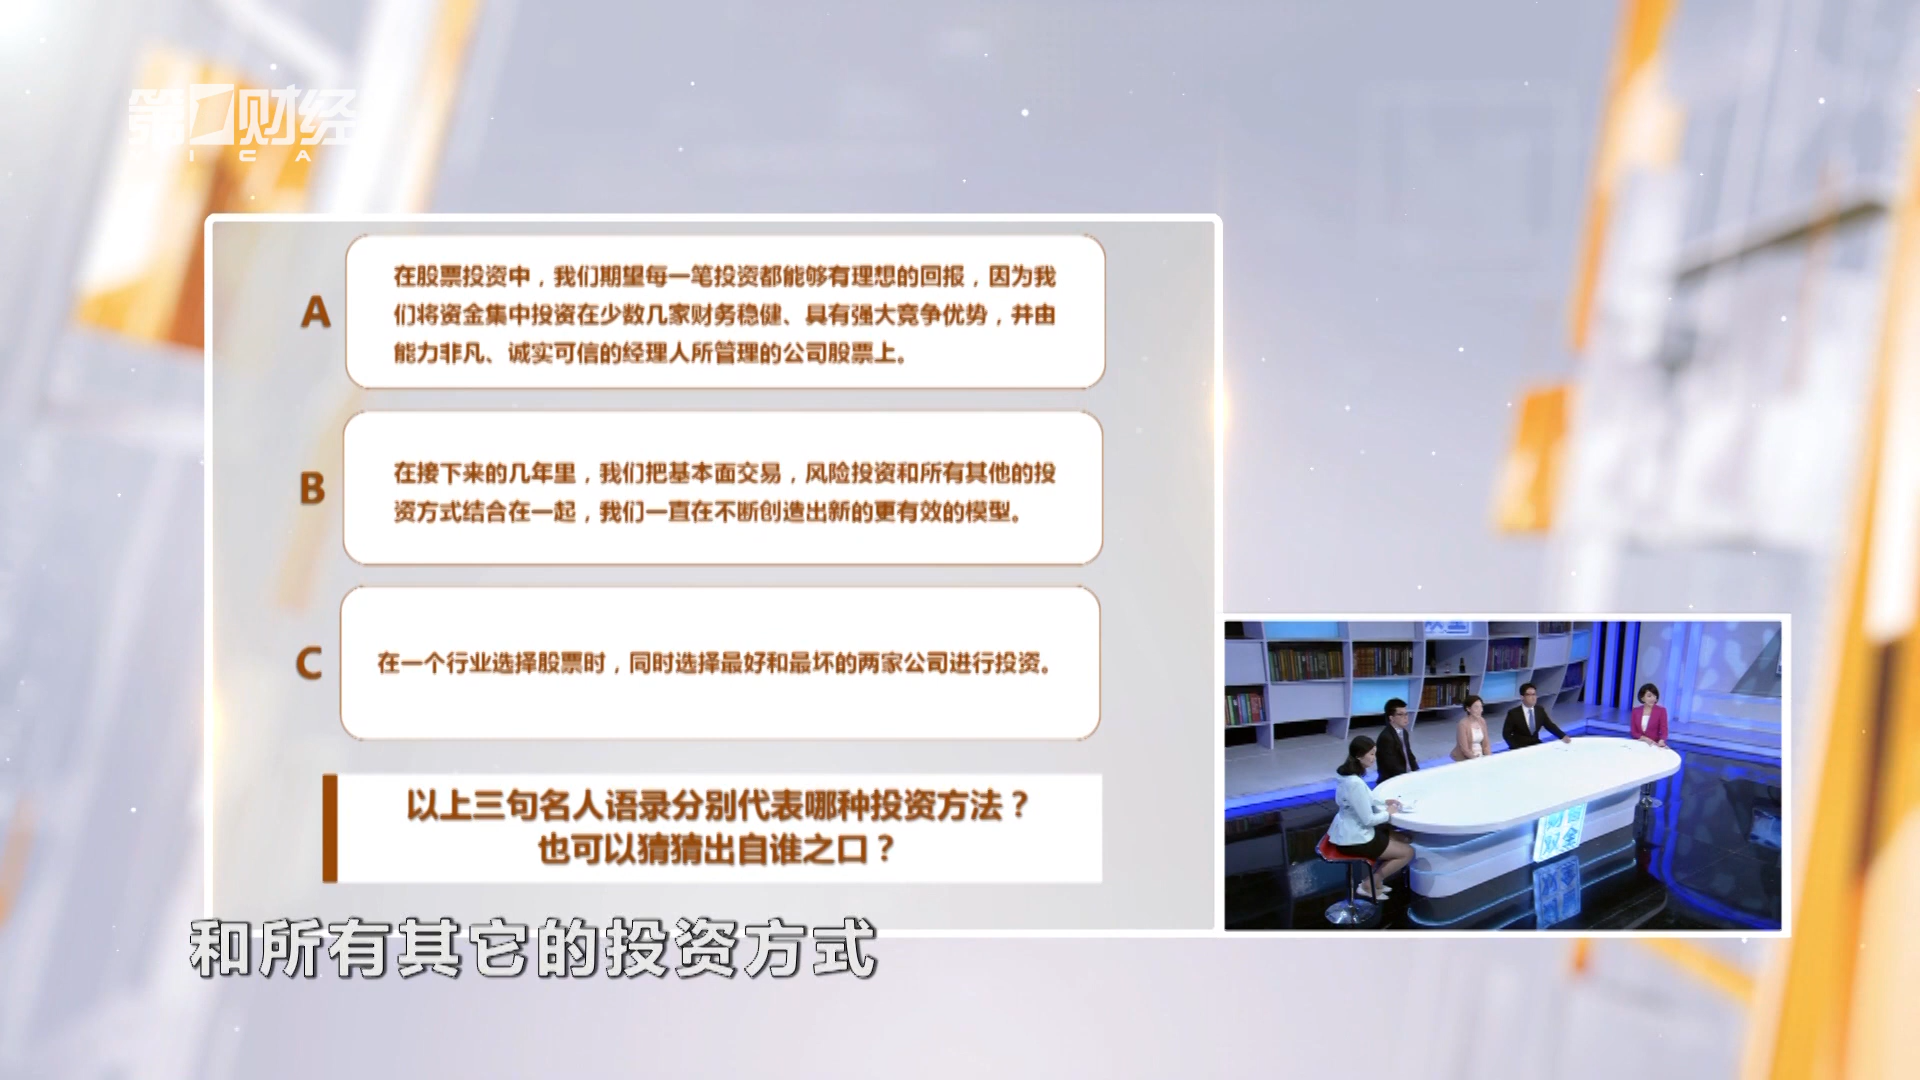 第一财经
ICA
A
在股票投资中，我们期望每一笔投资都能够有理想的回报，因为我
们将资金集中投资在少数几家财务稳健、具有强大竞争优势，并由
能力非凡、诚实可信的经理人所管理的公司股票上。
B
在接下来的几年里，我们把基本面交易，风险投资和所有其他的投
资方式结合在一起，我们一直在不断创造出新的更有效的模型。
C
在一个行业选择股票时，同时选择最好和最坏的两家公司进行投资。
以上三句名人语录分别代表哪种投资方法？
也可以猜猜出自谁之口？
和所有其它的投资方式